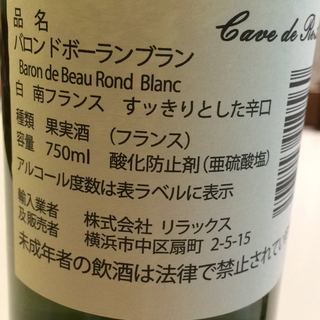 品 名
Cave de
バロンドボーランブラン
Baron de Beau Rond Blanc
白 南フランス すっきりとした辛口
種類 果実酒 (フランス)
容量 750ml 酸化防止剤(亜硫酸塩)
アルコール度数は表ラベルに表示
輸入業者 及販売者 株式会社 リラックス
横浜市中区扇町 2-5-15
未成年者の飲酒は法律で禁止されてい